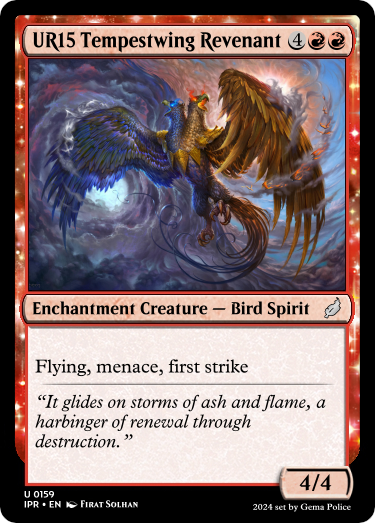 UR15 Tempestwing Revenant 4
Enchantment Creature — Bird Spirit
Flying, menace, first strike
“It glides on storms of ash and flame, a
harbinger of renewal through
destruction.”
4/4
U 0159
IPR • EN Firat Solhan
2024 set by Gema Police